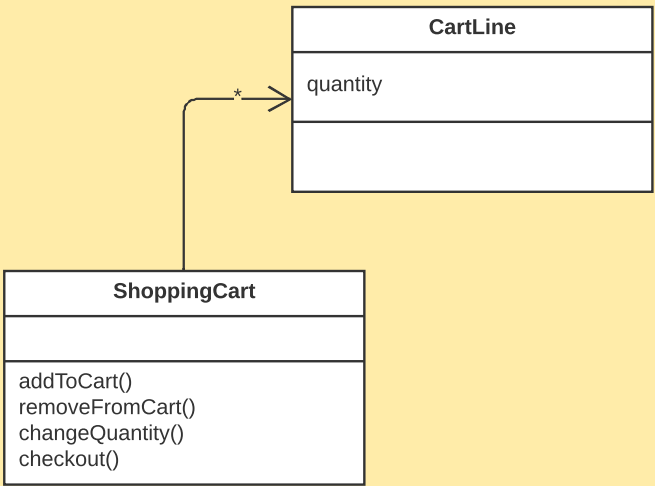 CartLine
quantity
*
ShoppingCart
addToCart()
removeFromCart()
changeQuantity()
checkout()